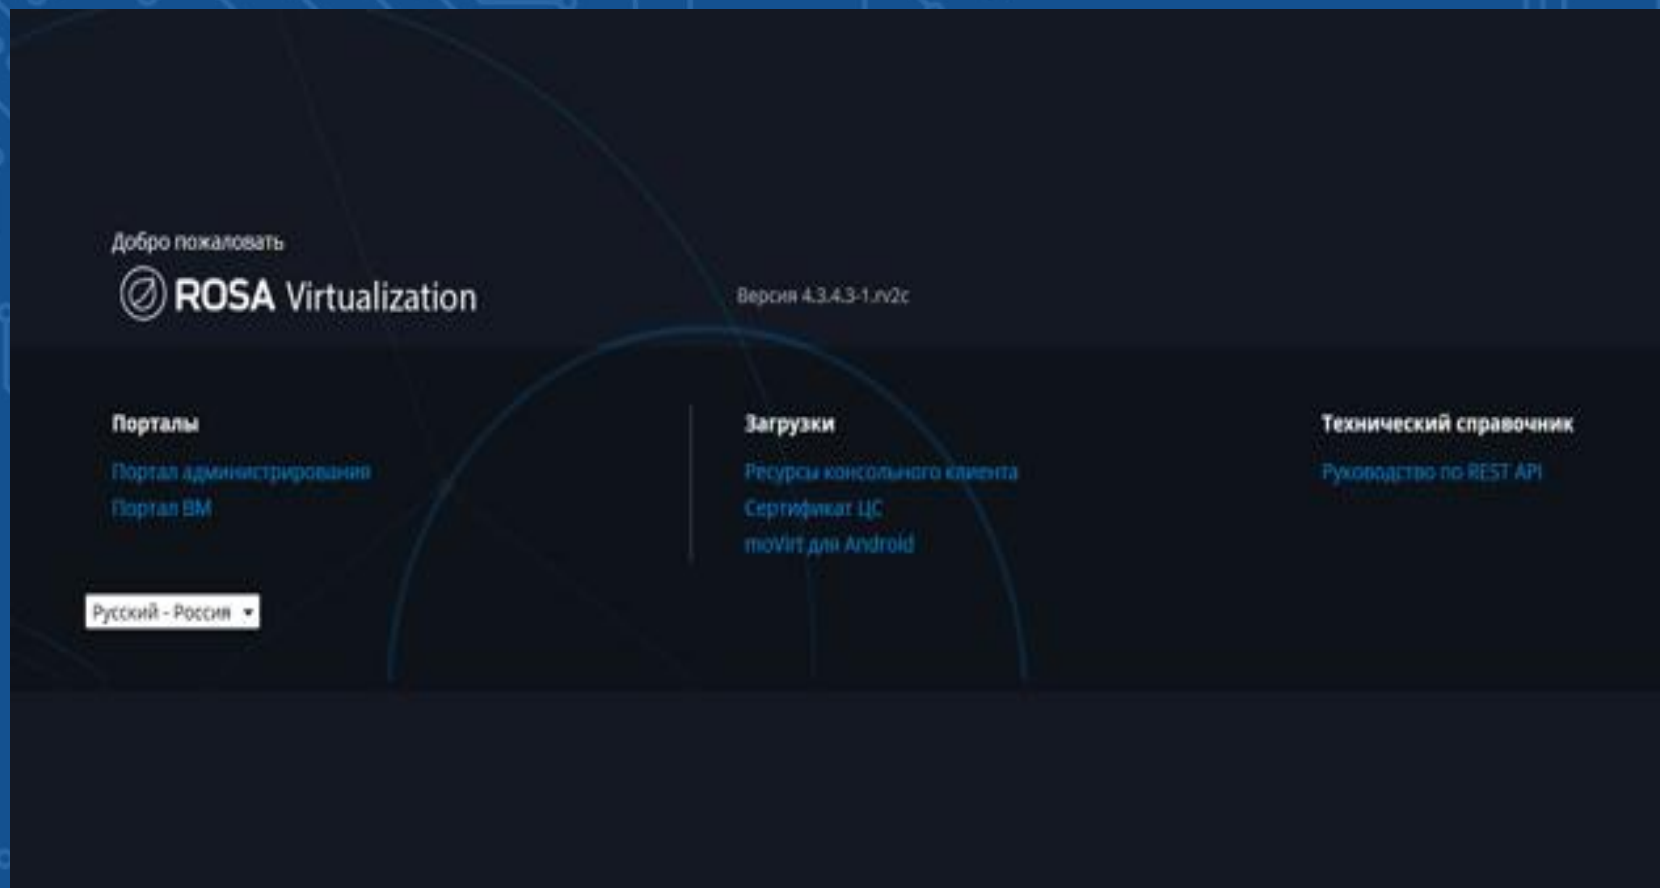 Добро пожаловать
ROSA Virtualization
Версия 4.3.4.3-1.rv2c
Порталы
Портал администрирования
Портал ВМ
Загрузки
Ресурсы консольного клиента
Сертификат ЦС
moVirt для Android
Технический справочник
Руководство по REST API
Русский - Россия